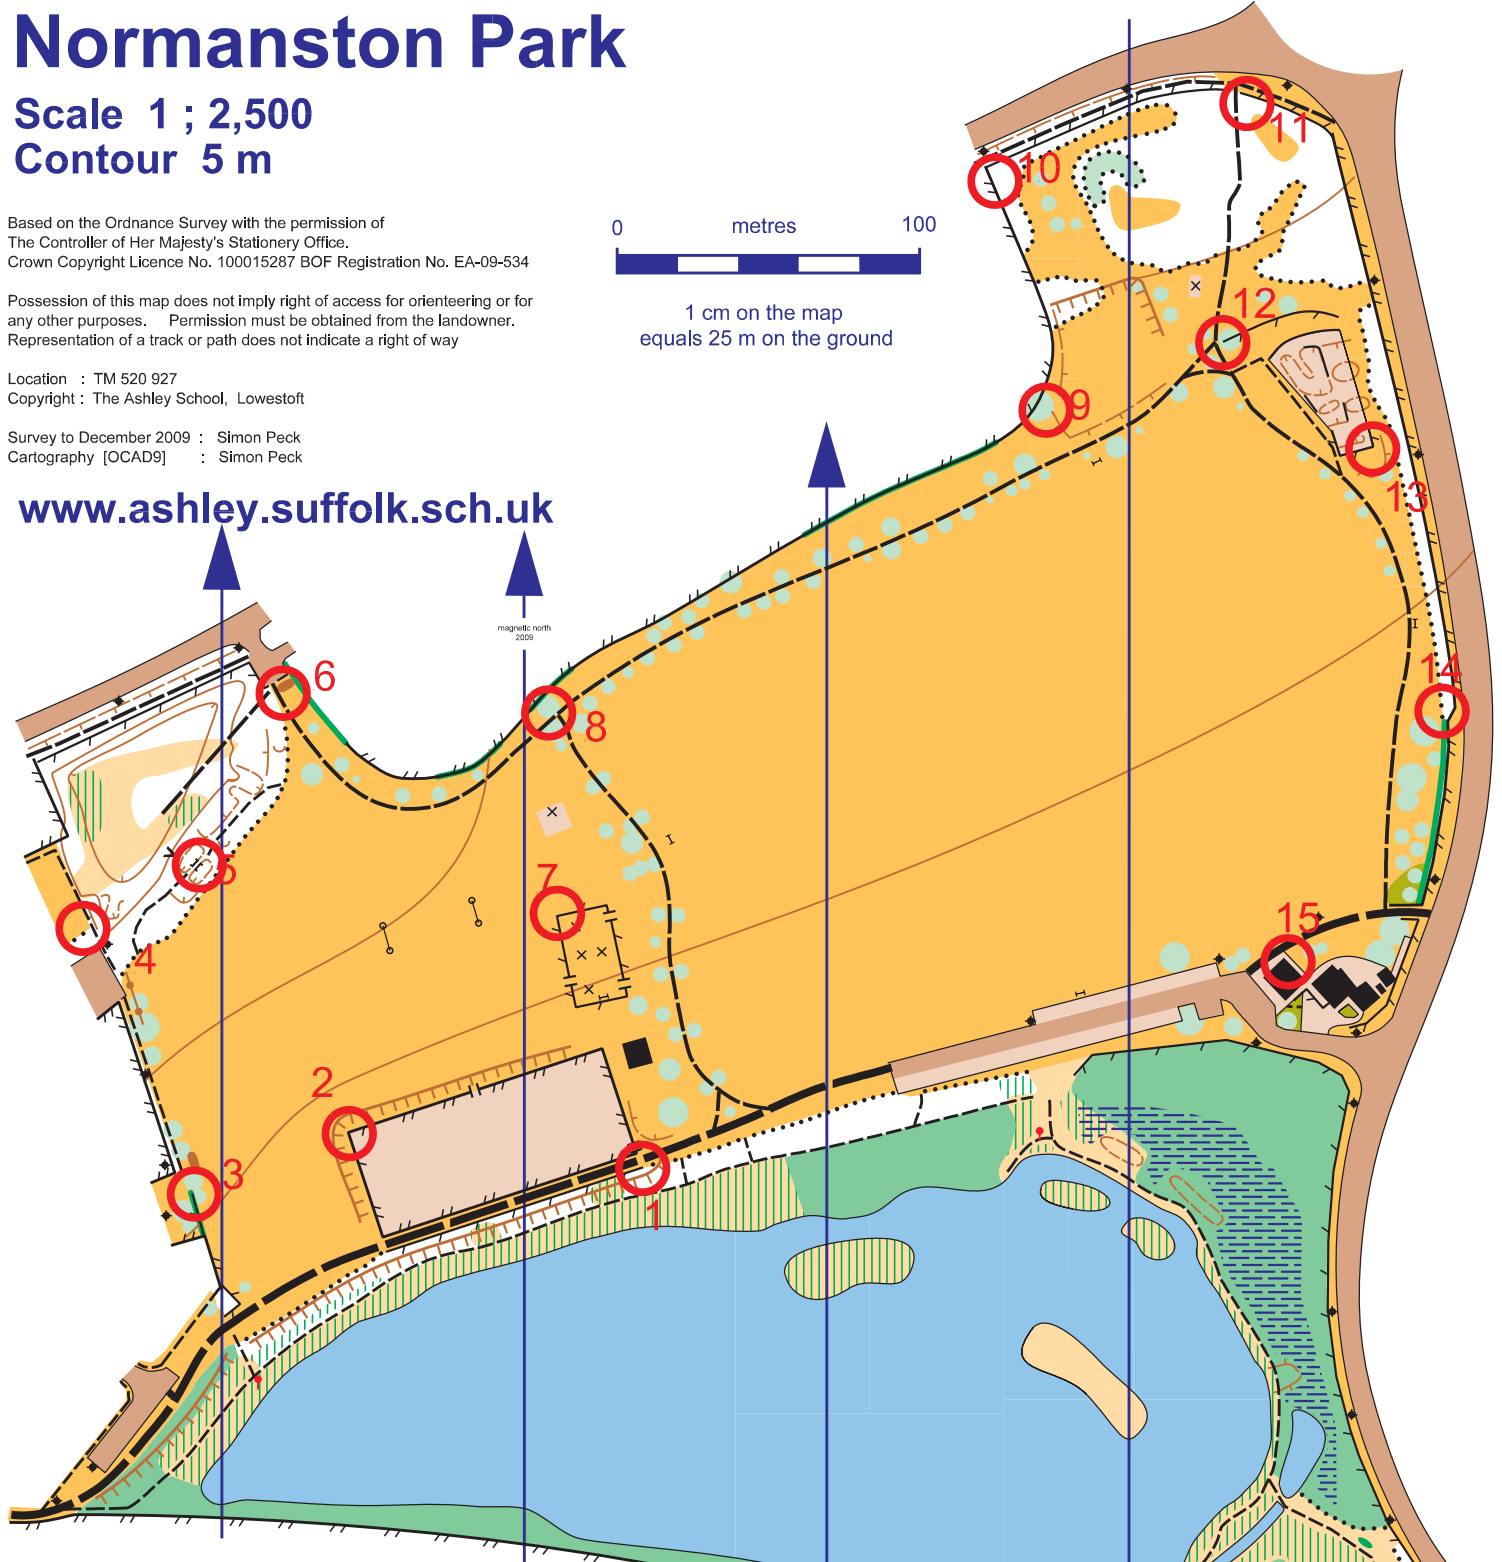 Normanston Park
Scale 1 ; 2,500
Contour 5 m
Based on the Ordnance Survey with the permission of
The Controller of Her Majesty's Stationery Office.
Crown Copyright Licence No. 100015287 BOF Registration No. EA-09-534
Possession of this map does not imply right of access for orienteering or for
any other purposes. Permission must be obtained from the landowner.
Representation of a track or path does not indicate a right of way
Location : TM 520 927
Copyright : The Ashley School, Lowestoft
Survey to December 2009 : Simon Peck
Cartography [OCAD9] : Simon Peck
www.ashley.suffolk.sch.uk
0 metres 100
1 cm on the map
equals 25 m on the ground
magnetic north
2009
11
10
12
9
13
6
14
8
5
7
4
15
2
3
1